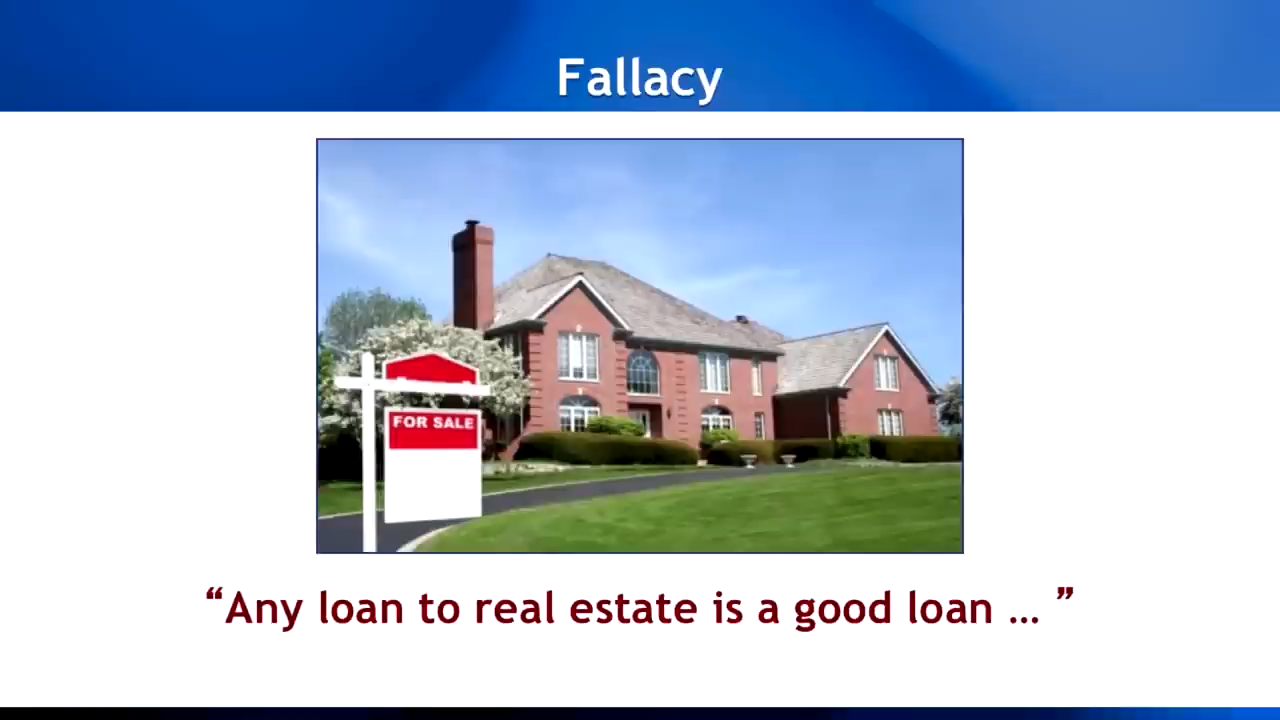 Fallacy
FOR SALE
“Any loan to real estate is a good loan … ”